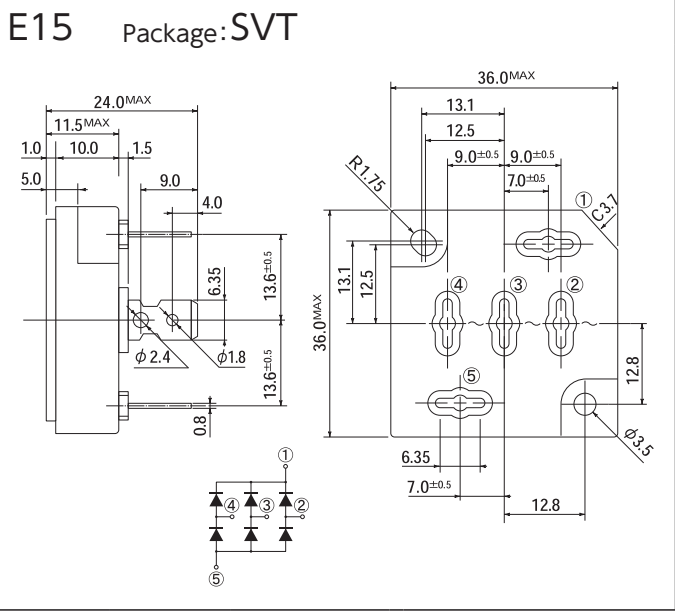 E15 Package:SVT
24.0MAX
11.5MAX
1.0 10.0 1.5
5.0 9.0
4.0
6.35
13.6±0.5
ϕ2.4 ϕ1.8
13.6±0.5
0.8
36.0MAX
13.1
12.5
9.0±0.5 9.0±0.5
7.0±0.5
R1.75
① C3.7
13.1
12.5
36.0MAX
④ ③ ②
⑤
12.8
6.35
7.0±0.5
12.8
ϕ3.5
①
④ ③ ②
⑤